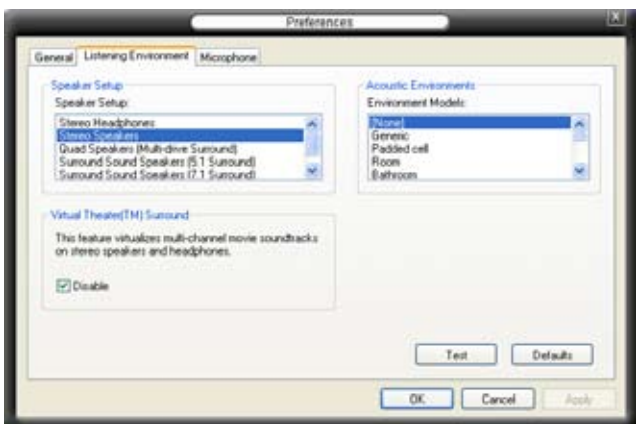 Preferences
X
General
Listening Environment
Microphone
Speaker Setup
Speaker Setup:
Stereo Headphones
Stereo Speakers
Quad Speakers (Multi-drive Surround)
Surround Sound Speakers (5.1 Surround)
Surround Sound Speakers (7.1 Surround)
Acoustic Environments
Environment Models:
(None)
Generic
Padded cell
Room
Bathroom
Virtual Theater(TM) Surround
This feature virtualizes multi-channel movie soundtracks
on stereo speakers and headphones.
Disable
Test
Defaults
OK
Cancel
Apply